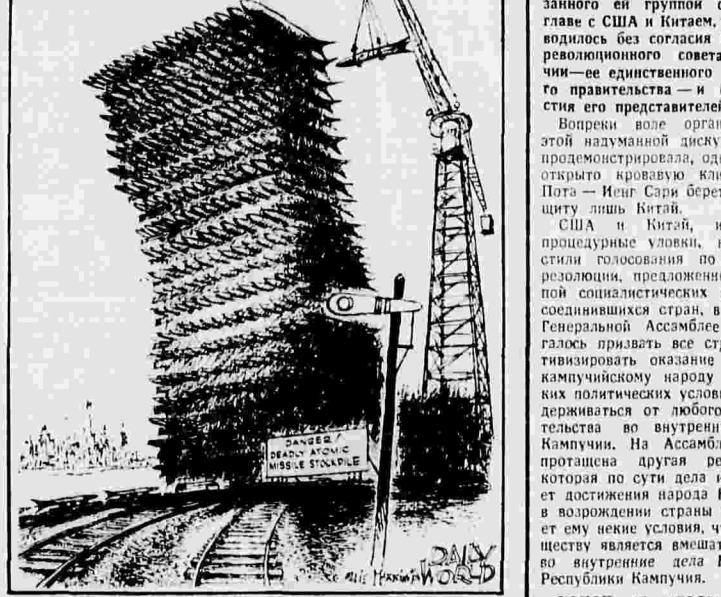 DANGER!
DEADLY ATOMIC
MISSILE STOCKPILE
DAILY
WORLD
занного ей группой
главе с США и Китаем,
водилось без согласия
революционного совета
чии—ее единственного
го правительства — и
стия его представителей
Вопреки воле орган
этой надуманной диску
продемонстрировала, од
открыто кровавую кли
Пота — Иенг Сари берет
щиту лишь Китай.
США и Китай, и
процедурные уловки,
стили голосования по
резолюции, предложенн
пой социалистических
соединившихся стран, в
Генеральной Ассамблее
галось призвать все ст
тивизировать оказание
кампучийскому народу
ких политических услов
держиваться от любого
тельства во внутренн
Кампучии. На Ассамбл
протащена другая ре
которая по сути дела и
ет достижения народа
в возрождении страны
ет ему некие условия, ч
ществу является вмешат
во внутренние дела
Республики Кампучия.